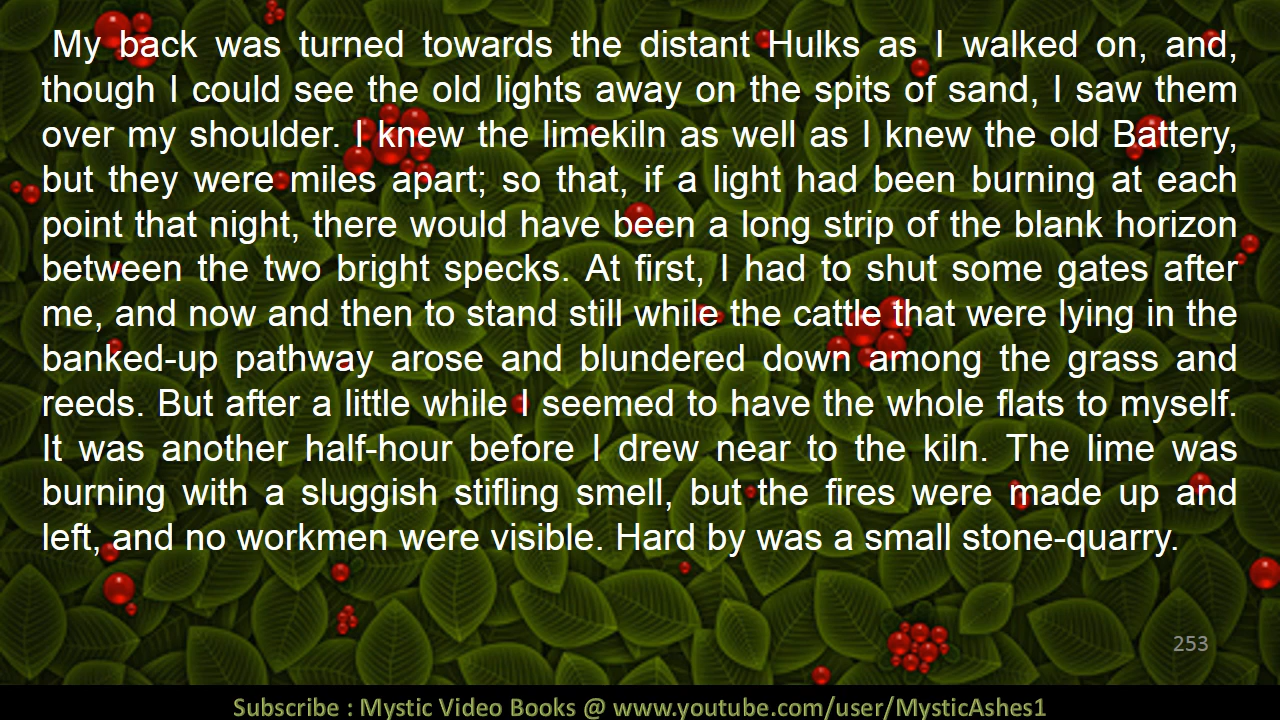 My back was turned towards the distant Hulks as I walked on, and,
though I could see the old lights away on the spits of sand, I saw them
over my shoulder. I knew the limekiln as well as I knew the old Battery,
but they were miles apart; so that, if a light had been burning at each
point that night, there would have been a long strip of the blank horizon
between the two bright specks. At first, I had to shut some gates after
me, and now and then to stand still while the cattle that were lying in the
banked-up pathway arose and blundered down among the grass and
reeds. But after a little while I seemed to have the whole flats to myself.
It was another half-hour before I drew near to the kiln. The lime was
burning with a sluggish stifling smell, but the fires were made up and
left, and no workmen were visible. Hard by was a small stone-quarry.
253
Subscribe : Mystic Video Books @ www.youtube.com/user/MysticAshes1